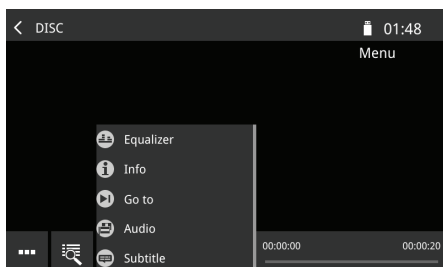 DISC
01:48
Menu
Equalizer
Info
Go to
Audio
Subtitle
00:00:00
00:00:20